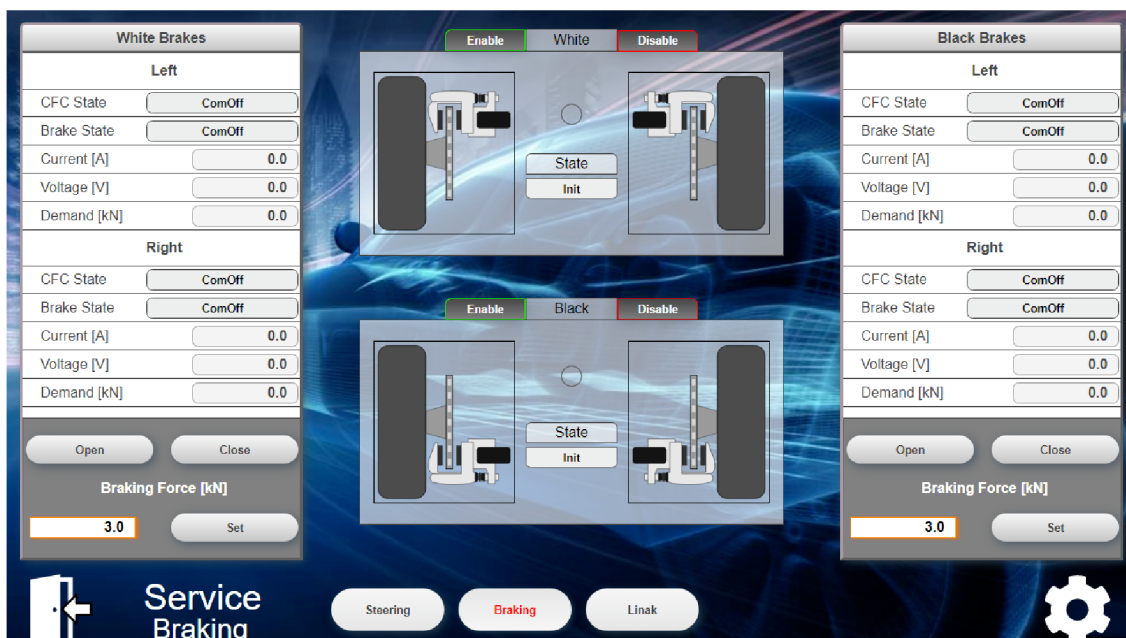 White Brakes
Left
CFC State ComOff
Brake State ComOff
Current [A] 0.0
Voltage [V] 0.0
Demand [kN] 0.0
Right
CFC State ComOff
Brake State ComOff
Current [A] 0.0
Voltage [V] 0.0
Demand [kN] 0.0
Open Close
Braking Force [kN]
3.0 Set
Enable White Disable
State
Init
Enable Black Disable
State
Init
Black Brakes
Left
CFC State ComOff
Brake State ComOff
Current [A] 0.0
Voltage [V] 0.0
Demand [kN] 0.0
Right
CFC State ComOff
Brake State ComOff
Current [A] 0.0
Voltage [V] 0.0
Demand [kN] 0.0
Open Close
Braking Force [kN]
3.0 Set
Service
Braking
Steering Braking Linak